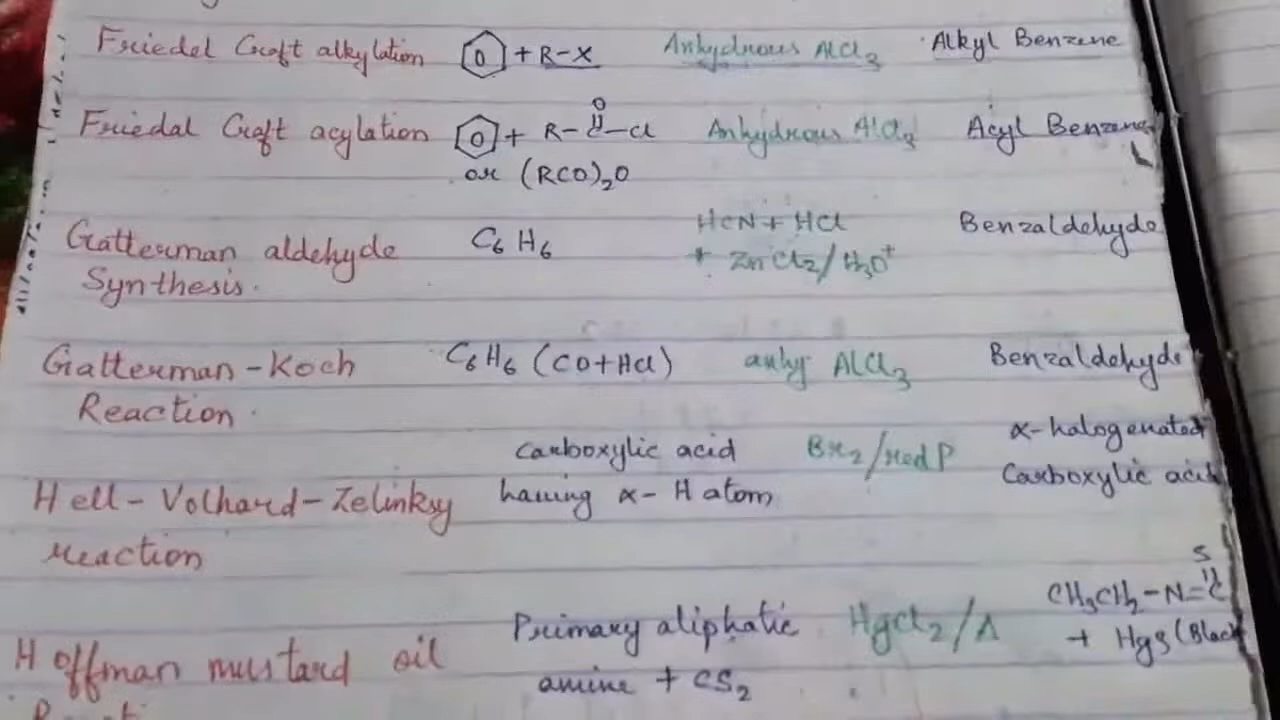 Friedel Craft alkylation ⌬ + R-X Anhydrous AlCl3 Alkyl Benzene
O
Friedal Craft acylation ⌬ + R-C-Cl Anhydrous AlCl3 Acyl Benzene
or (RCO)2O
Gatterman aldehyde C6H6 HCN + HCl Benzaldehyde
Synthesis. + ZnCl2/H3O+
Gatterman-Koch C6H6 (CO+HCl) anhy AlCl3 Benzaldehyde
Reaction.
carboxylic acid Br2/red P α-halogenated
Hell-Volhard-Zelinksy having α-H atom Carboxylic acid
reaction
S
Hoffman mustard oil Primary aliphatic HgCl2/Δ CH3CH2-N=C
amine + CS2 + HgS (Black